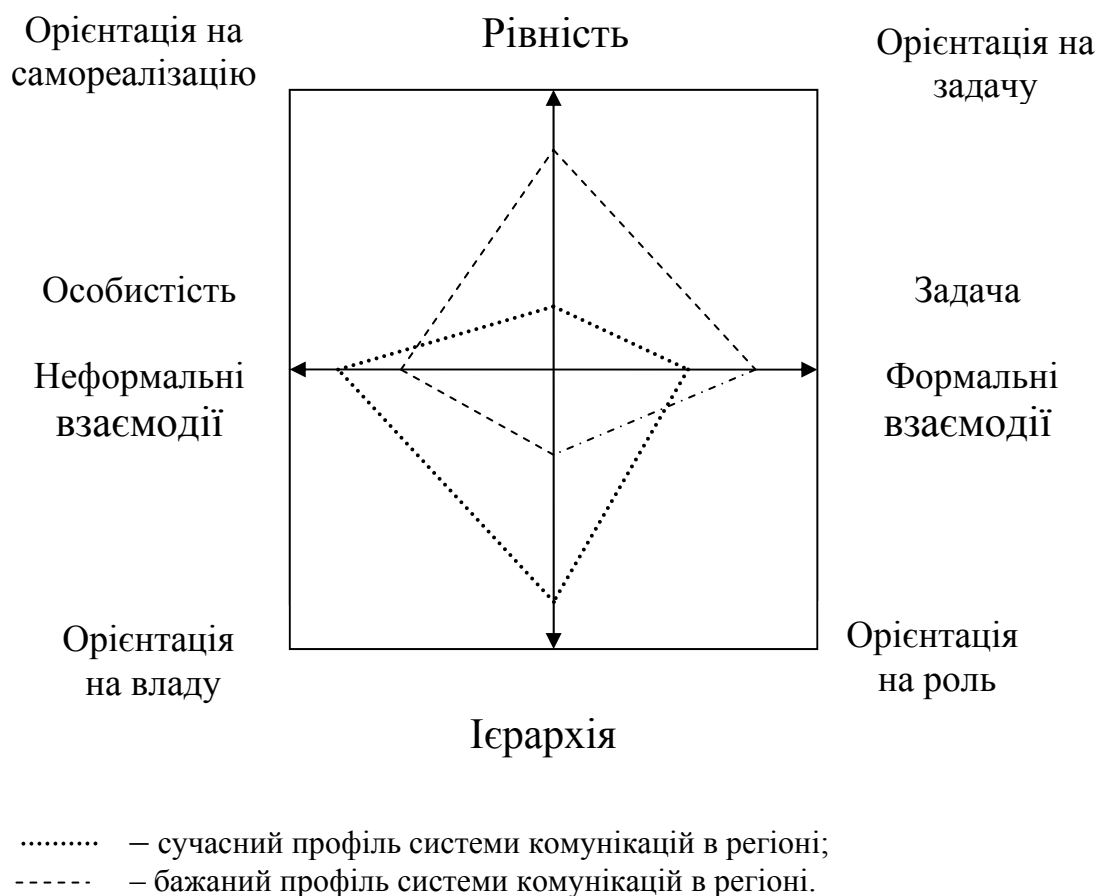 Орієнтація на
самореалізацію
Рівність
Орієнтація на
задачу
Особистість
Задача
Неформальні
взаємодії
Формальні
взаємодії
Орієнтація
на владу
Орієнтація
на роль
Ієрархія
– сучасний профіль системи комунікацій в регіоні;
– бажаний профіль системи комунікацій в регіоні.